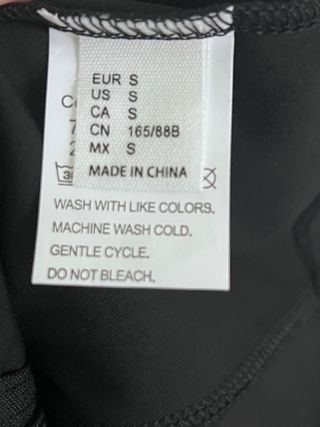 EUR S
US S
CA S
CN 165/88B
MX S
MADE IN CHINA
WASH WITH LIKE COLORS.
MACHINE WASH COLD.
GENTLE CYCLE.
DO NOT BLEACH.